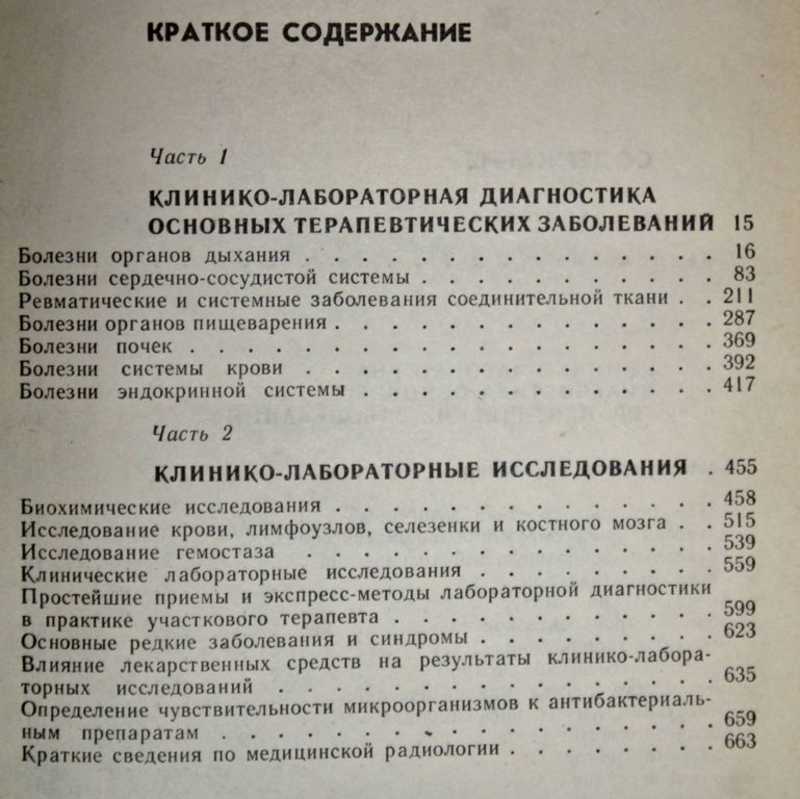 КРАТКОЕ СОДЕРЖАНИЕ
Часть 1
КЛИНИКО-ЛАБОРАТОРНАЯ ДИАГНОСТИКА
ОСНОВНЫХ ТЕРАПЕВТИЧЕСКИХ ЗАБОЛЕВАНИЙ 15
Болезни органов дыхания . . . . . . . . . . . . . . . . . 16
Болезни сердечно-сосудистой системы . . . . . . . . . . . . 83
Ревматические и системные заболевания соединительной ткани . . 211
Болезни органов пищеварения . . . . . . . . . . . . . . . . 287
Болезни почек . . . . . . . . . . . . . . . . . . . . . 369
Болезни системы крови . . . . . . . . . . . . . . . . . 392
Болезни эндокринной системы . . . . . . . . . . . . . . 417
Часть 2
КЛИНИКО-ЛАБОРАТОРНЫЕ ИССЛЕДОВАНИЯ . 455
Биохимические исследования . . . . . . . . . . . . . . . 458
Исследование крови, лимфоузлов, селезенки и костного мозга . . 515
Исследование гемостаза . . . . . . . . . . . . . . . . . 539
Клинические лабораторные исследования . . . . . . . . . 559
Простейшие приемы и экспресс-методы лабораторной диагностики
в практике участкового терапевта . . . . . . . . . . . . . 599
Основные редкие заболевания и синдромы . . . . . . . . . 623
Влияние лекарственных средств на результаты клинико-лабора-
торных исследований . . . . . . . . . . . . . . . . . . 635
Определение чувствительности микроорганизмов к антибактериаль-
ным препаратам . . . . . . . . . . . . . . . . . . . . 659
Краткие сведения по медицинской радиологии . . . . . . . . 663